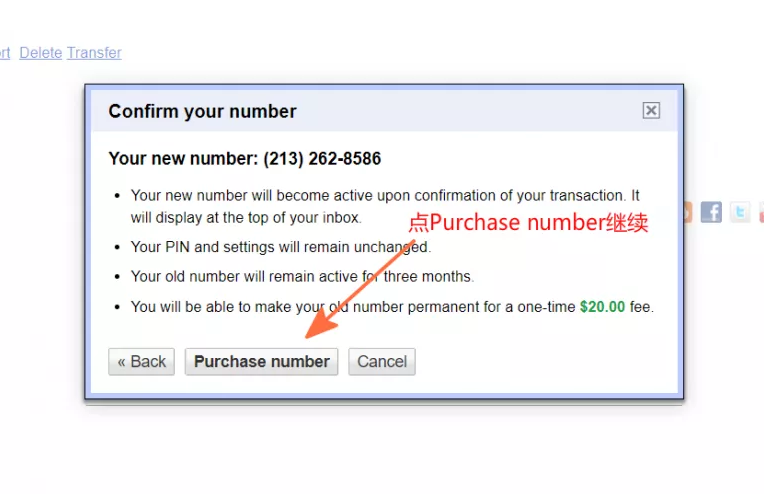 rt Delete Transfer
Confirm your number
Your new number: (213) 262-8586
• Your new number will become active upon confirmation of your transaction. It
will display at the top of your inbox.
点Purchase number继续
• Your PIN and settings will remain unchanged.
• Your old number will remain active for three months.
• You will be able to make your old number permanent for a one-time $20.00 fee.
« Back Purchase number Cancel